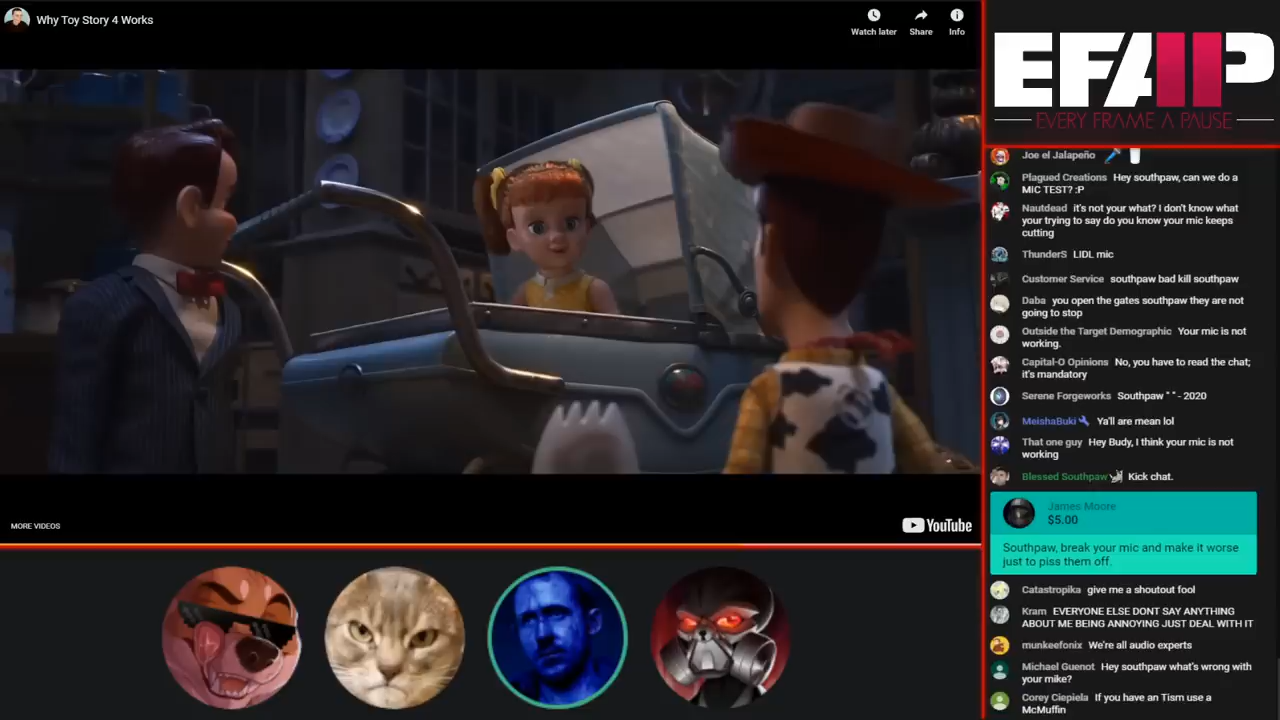 Why Toy Story 4 Works
Watch later
Share
Info
MORE VIDEOS
YouTube
EFAP
EVERY FRAME A PAUSE
Joe el Jalapeño
Plagued Creations Hey southpaw, can we do a
MIC TEST? :P
Nautdead it's not your what? I don't know what
your trying to say do you know your mic keeps
cutting
ThunderS LIDL mic
Customer Service southpaw bad kill southpaw
Daba you open the gates southpaw they are not
going to stop
Outside the Target Demographic Your mic is not
working.
Capital-O Opinions No, you have to read the chat;
it's mandatory
Serene Forgeworks Southpaw " " - 2020
MeishaBuki Ya'll are mean lol
That one guy Hey Budy, I think your mic is not
working
Blessed Southpaw Kick chat.
James Moore
$5.00
Southpaw, break your mic and make it worse
just to piss them off.
Catastropika give me a shoutout fool
Kram EVERYONE ELSE DONT SAY ANYTHING
ABOUT ME BEING ANNOYING JUST DEAL WITH IT
munkeefonix We're all audio experts
Michael Guenot Hey southpaw what's wrong with
your mike?
Corey Ciepiela If you have an Tism use a
McMuffin